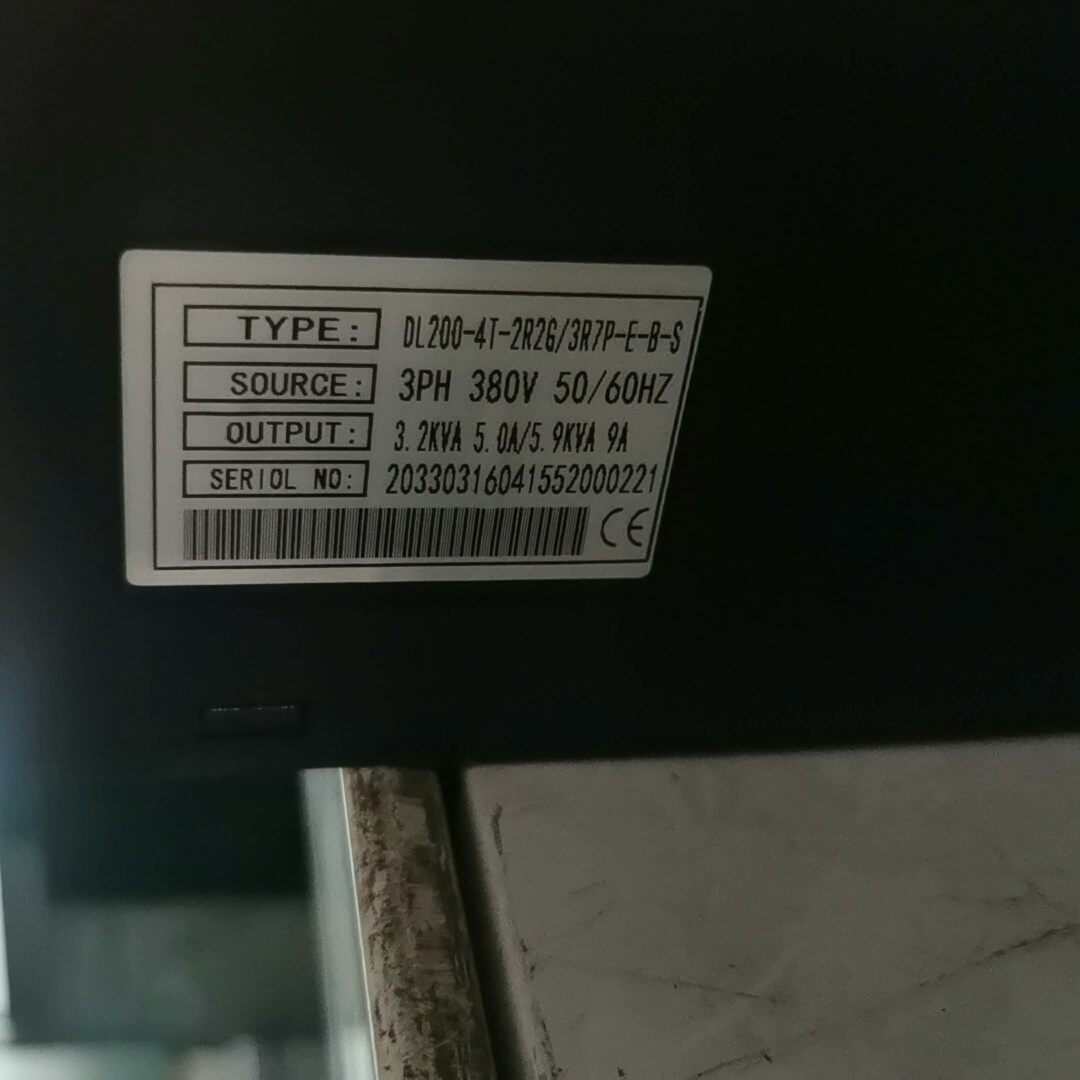 TYPE: DL200-4T-2R2G/3R7P-E-B-S
SOURCE: 3PH 380V 50/60HZ
OUTPUT: 3.2KVA 5.0A/5.9KVA 9A
SERIOL NO: 20330316041552000221
CE